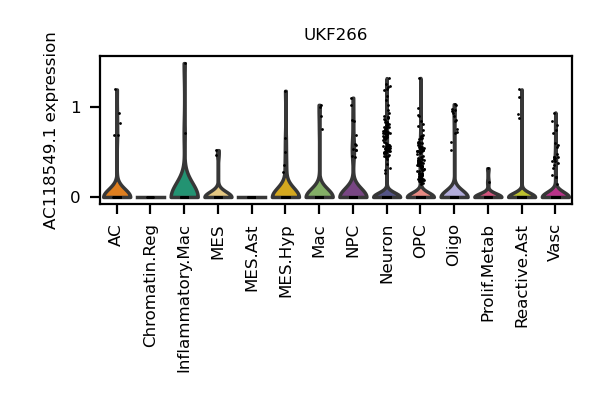 UKF266
AC118549.1 expression
1
0
AC
Chromatin.Reg
Inflammatory.Mac
MES
MES.Ast
MES.Hyp
Mac
NPC
Neuron
OPC
Oligo
Prolif.Metab
Reactive.Ast
Vasc